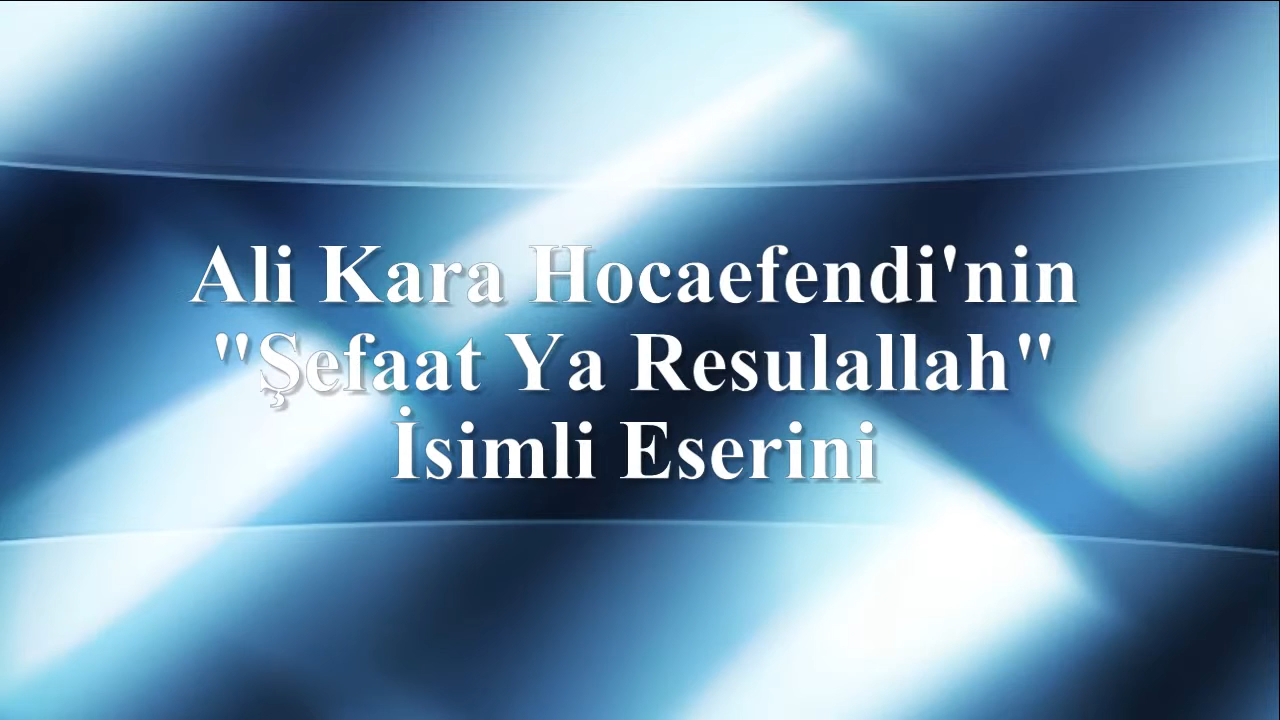 Ali Kara Hocaefendi'nin
"Şefaat Ya Resulallah"
İsimli Eserini